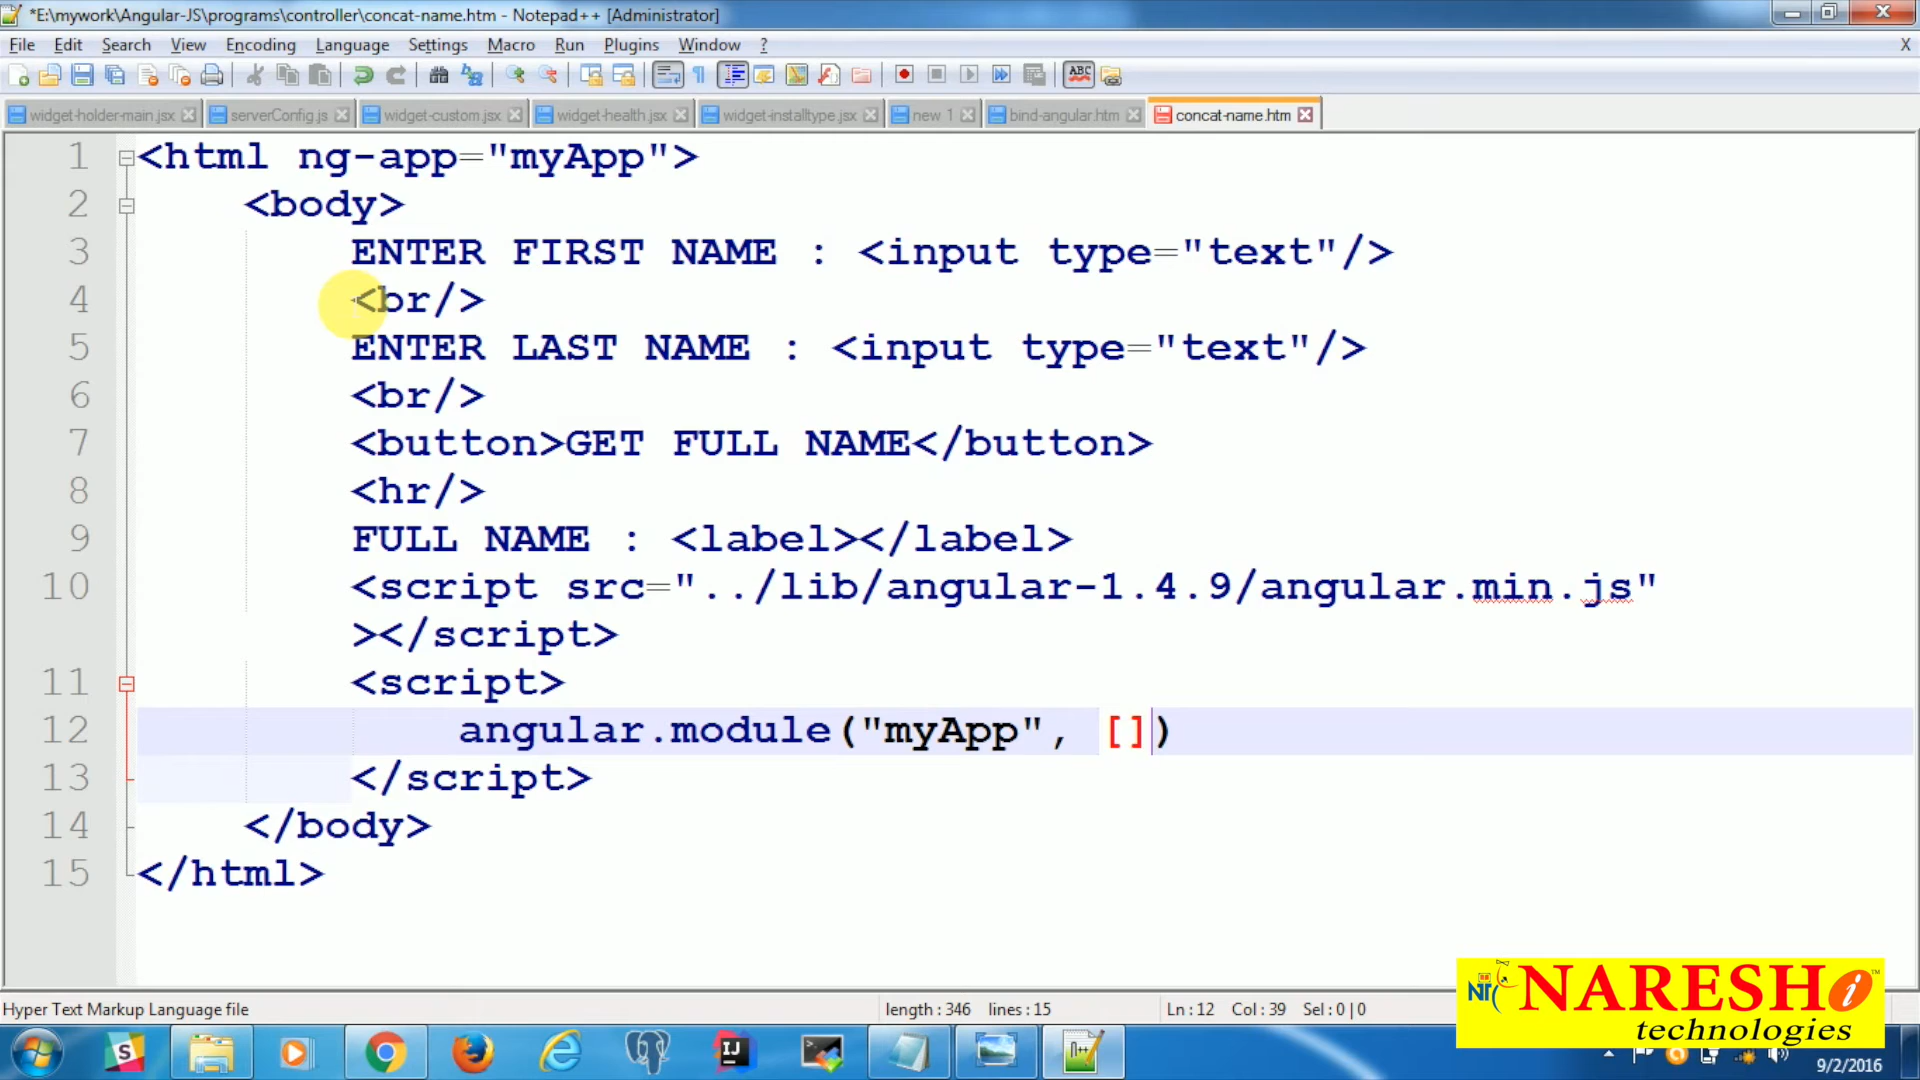 *E:\mywork\Angular-JS\programs\controller\concat-name.htm - Notepad++ [Administrator]
File Edit Search View Encoding Language Settings Macro Run Plugins Window ? X
ABC
widget-holder-main.jsx serverConfig.js widget-custom.jsx widget-health.jsx widget-installtype.jsx new 1 bind-angular.htm concat-name.htm
1 <html ng-app="myApp">
2 <body>
3 ENTER FIRST NAME : <input type="text"/>
4 <br/>
5 ENTER LAST NAME : <input type="text"/>
6 <br/>
7 <button>GET FULL NAME</button>
8 <hr/>
9 FULL NAME : <label></label>
10 <script src="../lib/angular-1.4.9/angular.min.js"
></script>
11 <script>
12 angular.module("myApp", [])
13 </script>
14 </body>
15 </html>
NARESH i ™
technologies
Hyper Text Markup Language file length : 346 lines : 15 Ln : 12 Col : 39 Sel : 0 | 0
S IJ n++
9/2/2016